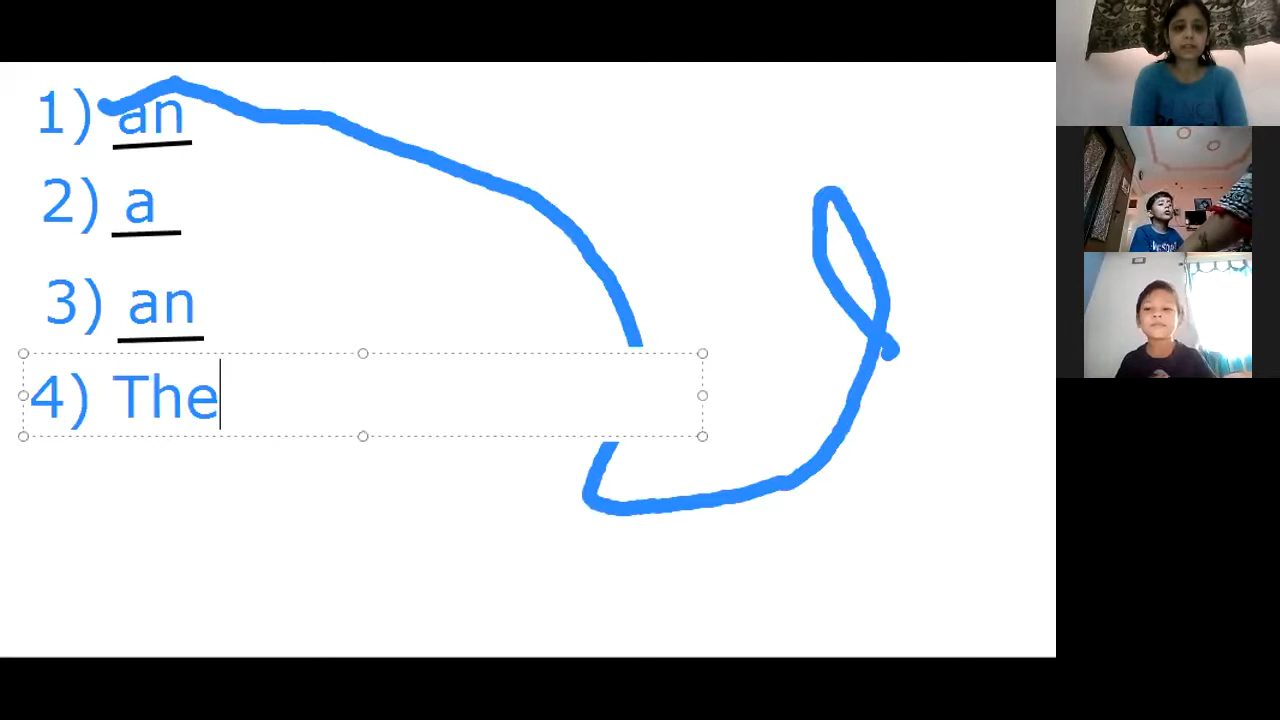 1) an
2) a
3) an
4) The